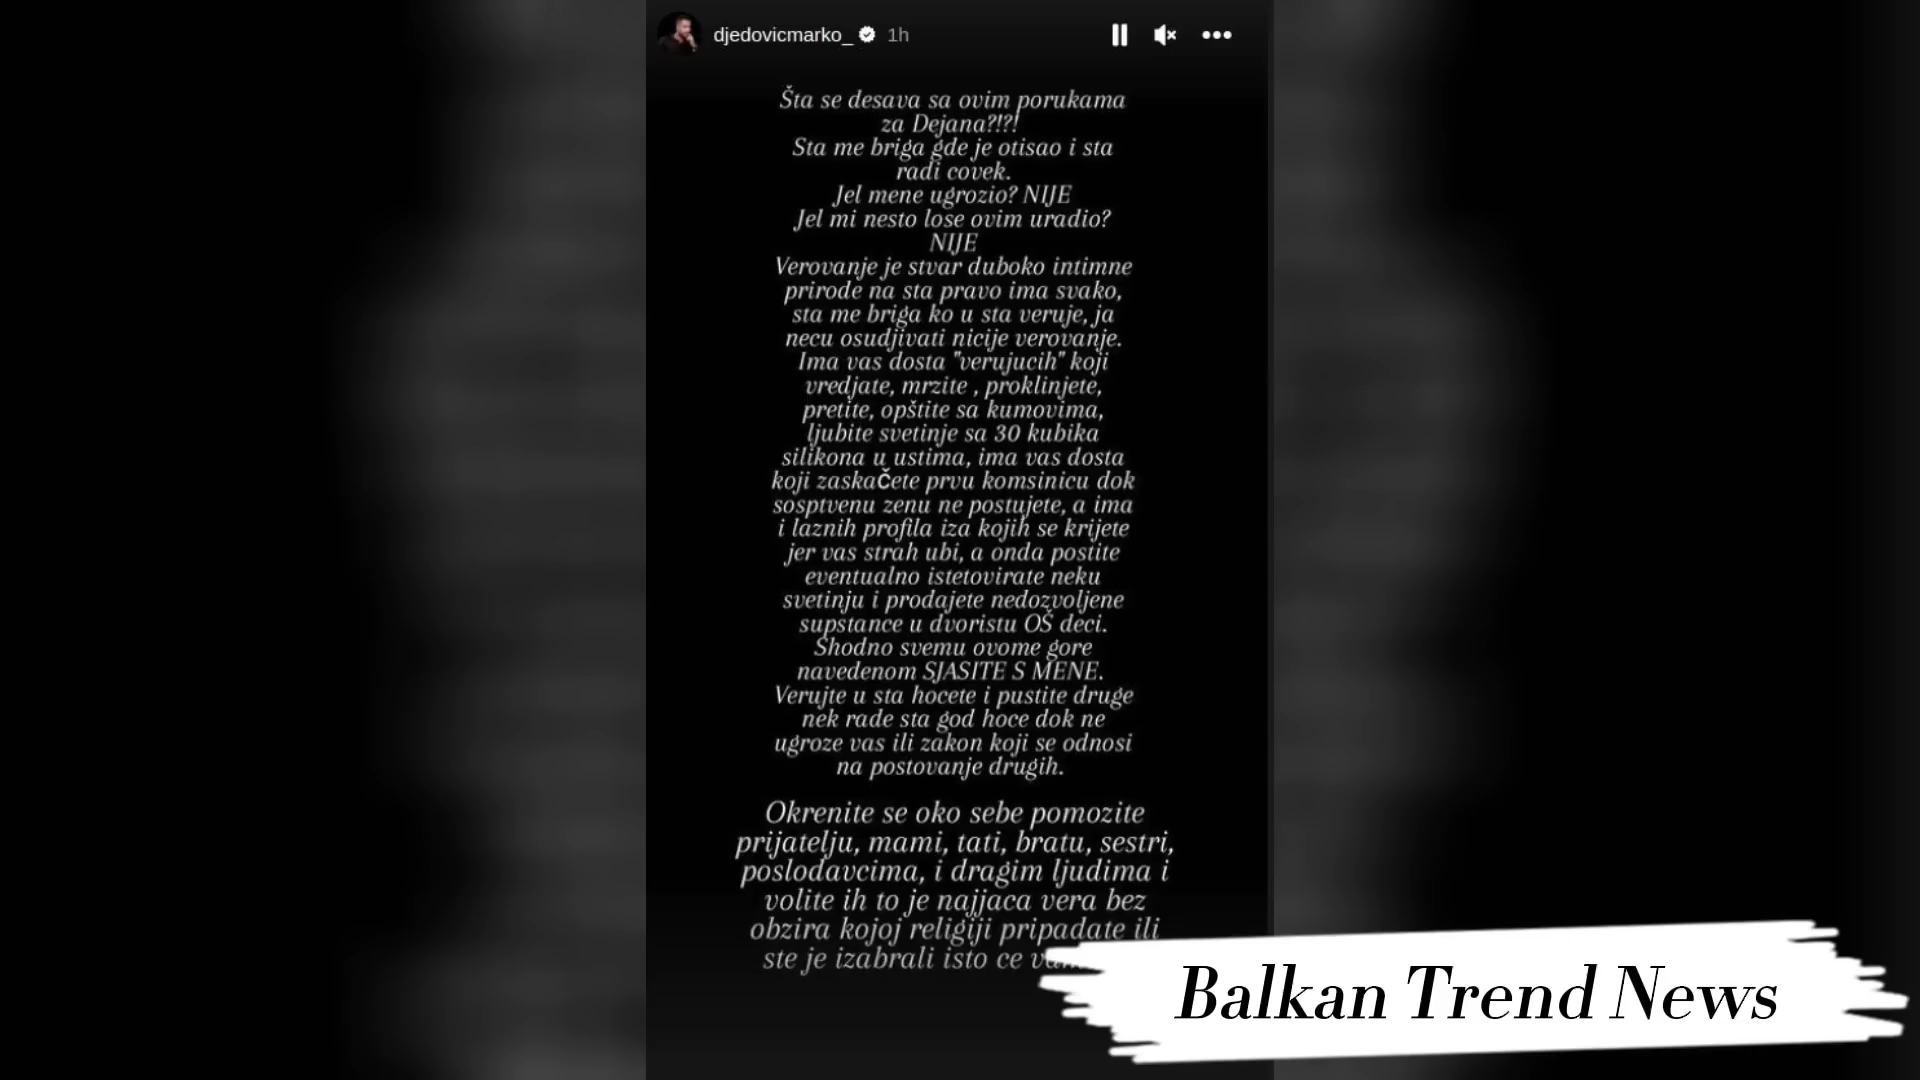 djedovicmarko_ 1h
Šta se desava sa ovim porukama
za Dejana?!?!
Sta me briga gde je otisao i sta
radi covek.
Jel mene ugrozio? NIJE
Jel mi nesto lose ovim uradio?
NIJE
Verovanje je stvar duboko intimne
prirode na sta pravo ima svako,
sta me briga ko u sta veruje, ja
necu osudjivati nicije verovanje.
Ima vas dosta "verujucih" koji
vredjate, mrzite , proklinjete,
pretite, opštite sa kumovima,
ljubite svetinje sa 30 kubika
silikona u ustima, ima vas dosta
koji zaskaČete prvu komsinicu dok
sosptvenu zenu ne postujete, a ima
i laznih profila iza kojih se krijete
jer vas strah ubi, a onda postite
eventualno istetovirate neku
svetinju i prodajete nedozvoljene
supstance u dvoristu OŠ deci.
Shodno svemu ovome gore
navedenom SJASITE S MENE.
Verujte u sta hocete i pustite druge
nek rade sta god hoce dok ne
ugroze vas ili zakon koji se odnosi
na postovanje drugih.
Okrenite se oko sebe pomozite
prijatelju, mami, tati, bratu, sestri,
poslodavcima, i dragim ljudima i
volite ih to je najjaca vera bez
obzira kojoj religiji pripadate ili
ste je izabrali isto ce
Balkan Trend News